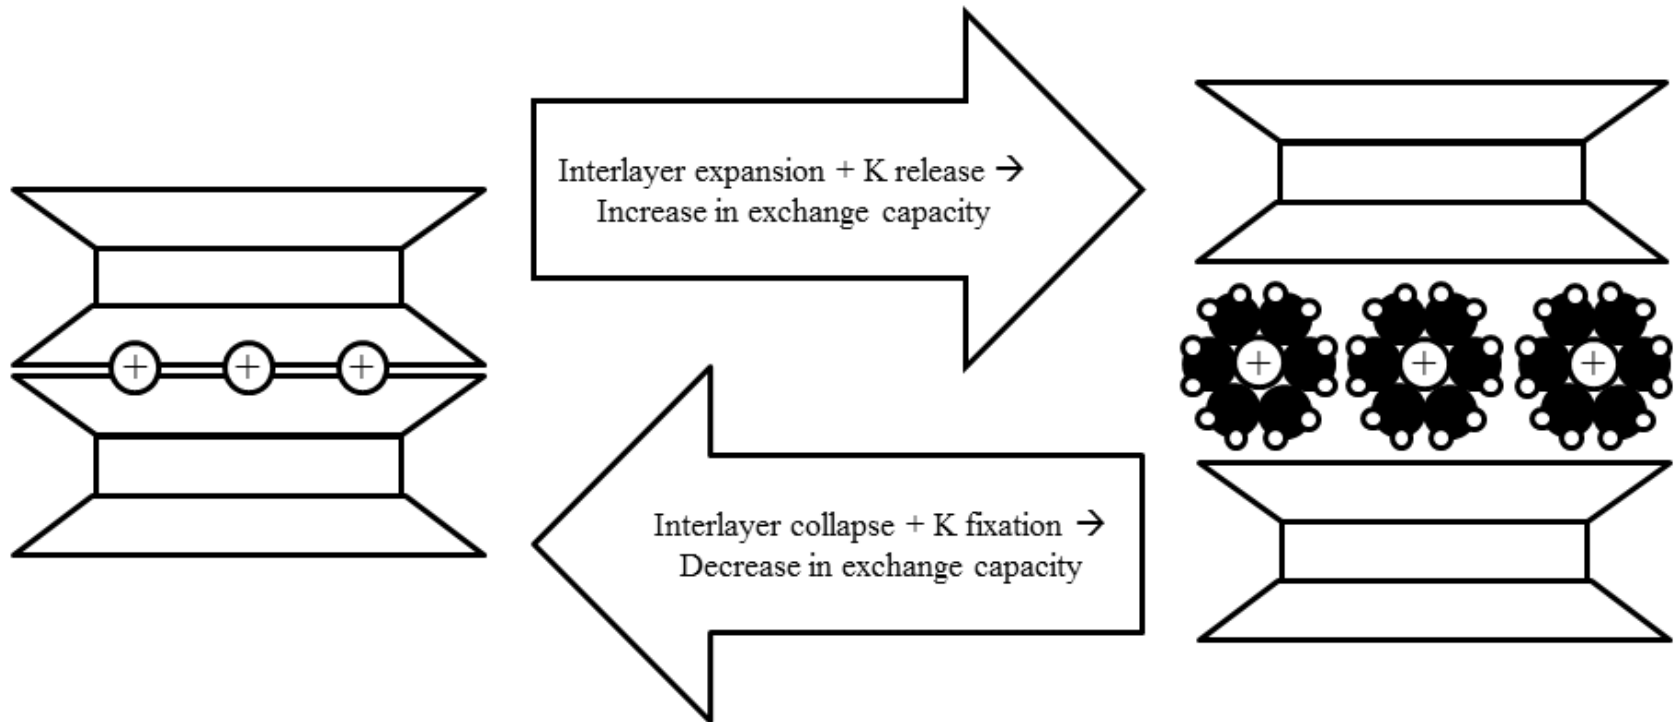 Interlayer expansion + K release →
Increase in exchange capacity
+ + +
+ + +
Interlayer collapse + K fixation →
Decrease in exchange capacity